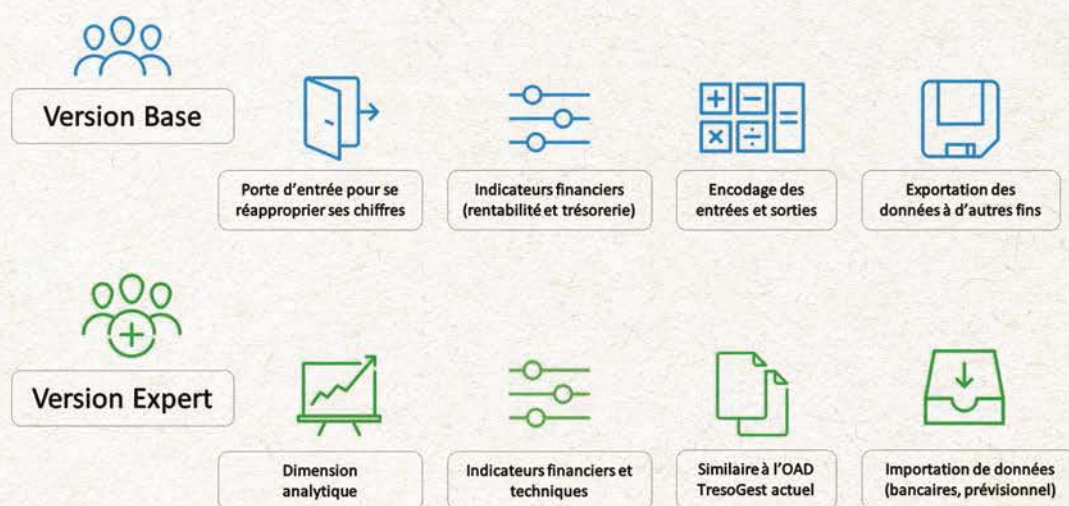 Version Base
Porte d'entrée pour se
réapproprier ses chiffres
Indicateurs financiers
(rentabilité et trésorerie)
Encodage des
entrées et sorties
Exportation des
données à d'autres fins
Version Expert
Dimension
analytique
Indicateurs financiers et
techniques
Similaire à l'OAD
TresoGest actuel
Importation de données
(bancaires, prévisionnel)